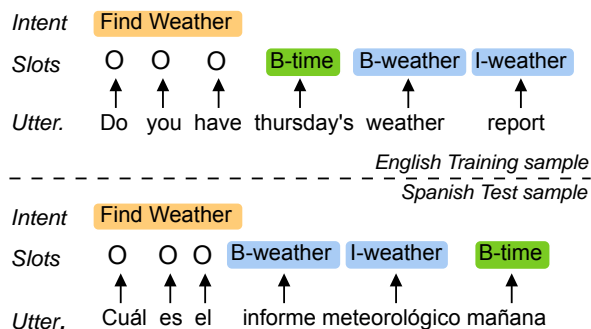 Intent Find Weather
Slots O O O B-time B-weather I-weather
Utter. Do you have thursday's weather report
English Training sample
Spanish Test sample
Intent Find Weather
Slots O O O B-weather I-weather B-time
Utter. Cuál es el informe meteorológico mañana